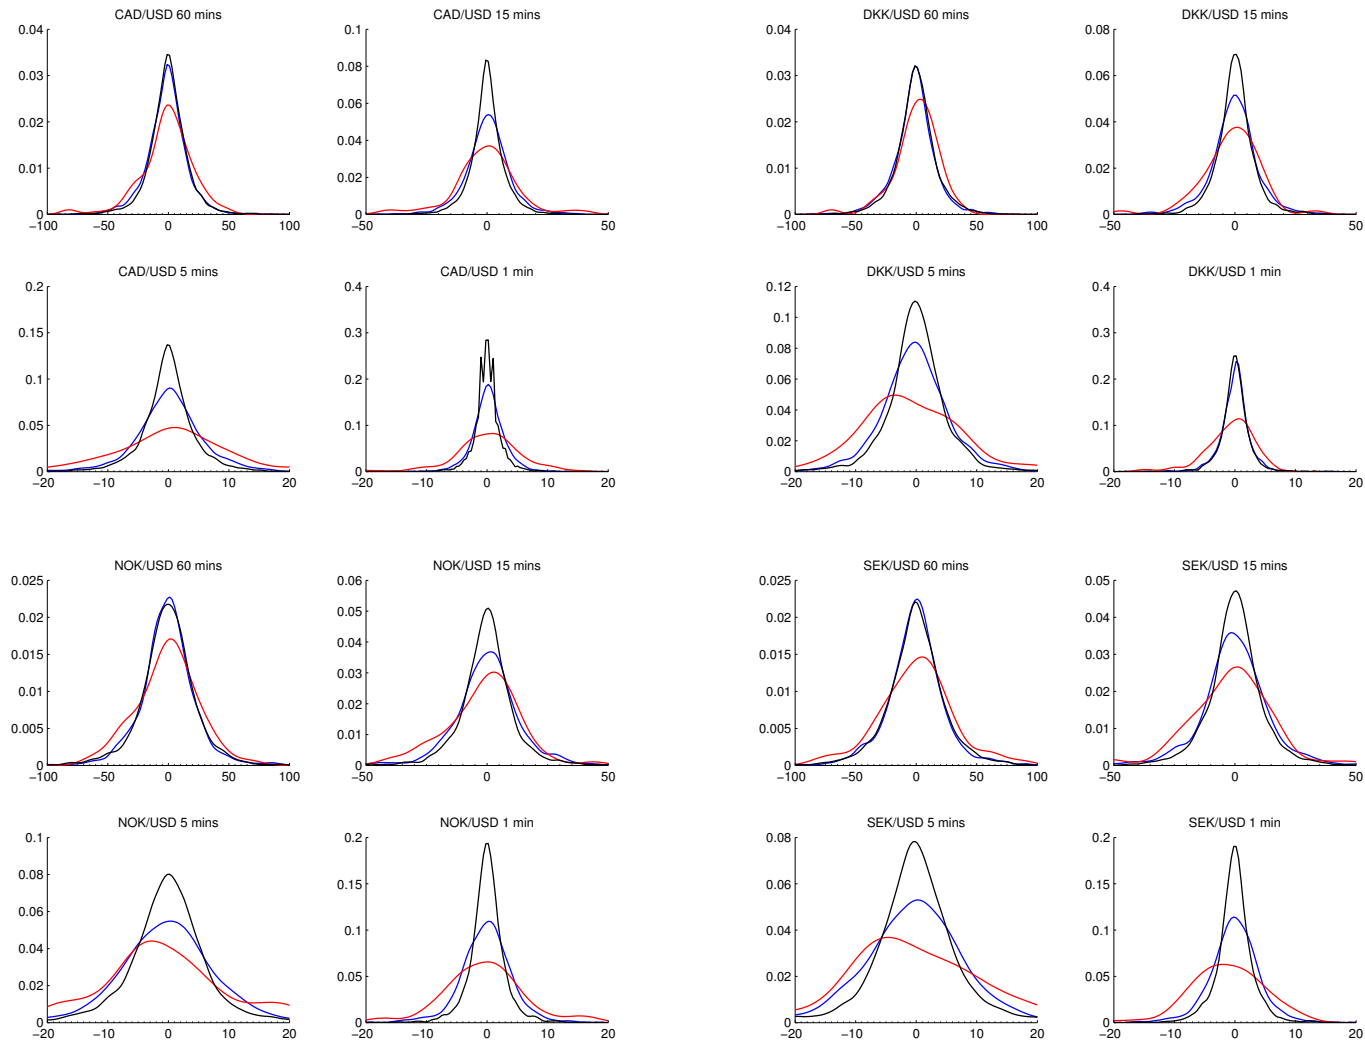 CAD/USD 60 mins
0.04
0.03
0.02
0.01
0
−100 −50 0 50 100
CAD/USD 15 mins
0.1
0.08
0.06
0.04
0.02
0
−50 0 50
DKK/USD 60 mins
0.04
0.03
0.02
0.01
0
−100 −50 0 50 100
DKK/USD 15 mins
0.08
0.06
0.04
0.02
0
−50 0 50
CAD/USD 5 mins
0.2
0.15
0.1
0.05
0
−20 −10 0 10 20
CAD/USD 1 min
0.4
0.3
0.2
0.1
0
−20 −10 0 10 20
DKK/USD 5 mins
0.12
0.1
0.08
0.06
0.04
0.02
0
−20 −10 0 10 20
DKK/USD 1 min
0.4
0.3
0.2
0.1
0
−20 −10 0 10 20
NOK/USD 60 mins
0.025
0.02
0.015
0.01
0.005
0
−100 −50 0 50 100
NOK/USD 15 mins
0.06
0.05
0.04
0.03
0.02
0.01
0
−50 0 50
SEK/USD 60 mins
0.025
0.02
0.015
0.01
0.005
0
−100 −50 0 50 100
SEK/USD 15 mins
0.05
0.04
0.03
0.02
0.01
0
−50 0 50
NOK/USD 5 mins
0.1
0.08
0.06
0.04
0.02
0
−20 −10 0 10 20
NOK/USD 1 min
0.2
0.15
0.1
0.05
0
−20 −10 0 10 20
SEK/USD 5 mins
0.08
0.06
0.04
0.02
0
−20 −10 0 10 20
SEK/USD 1 min
0.2
0.15
0.1
0.05
0
−20 −10 0 10 20